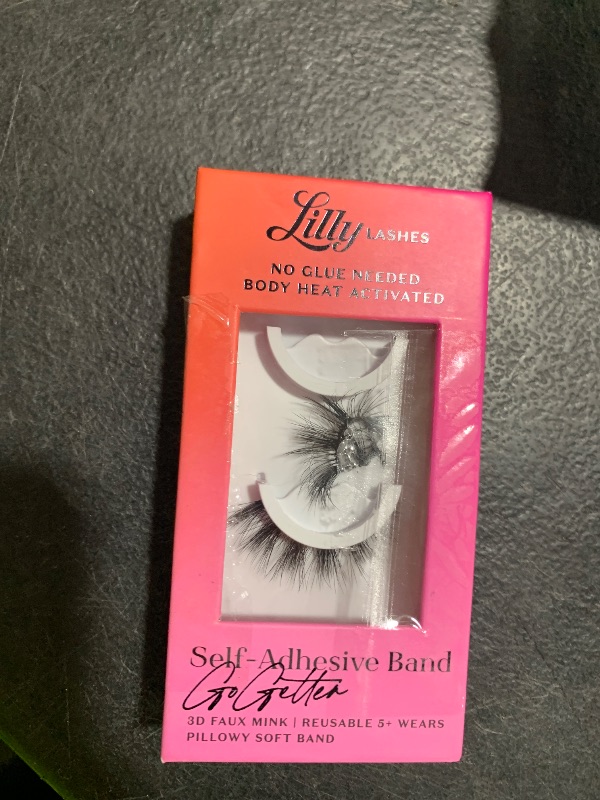 Lilly LASHES
NO GLUE NEEDED
BODY HEAT ACTIVATED
Self-Adhesive Band
Go Getter
3D FAUX MINK | REUSABLE 5+ WEARS
PILLOWY SOFT BAND